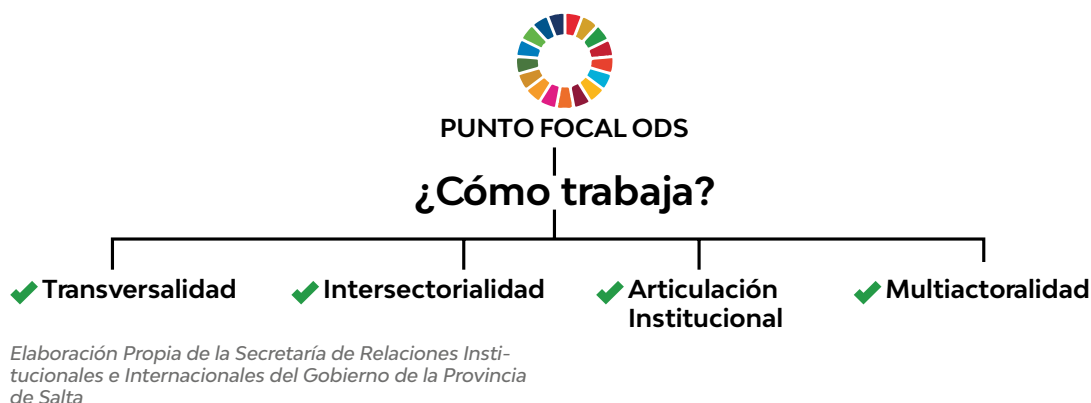 PUNTO FOCAL ODS
¿Cómo trabaja?
Transversalidad
Intersectorialidad
Articulación
Institucional
Multiactoralidad
Elaboración Propia de la Secretaría de Relaciones Insti-
tucionales e Internacionales del Gobierno de la Provincia
de Salta